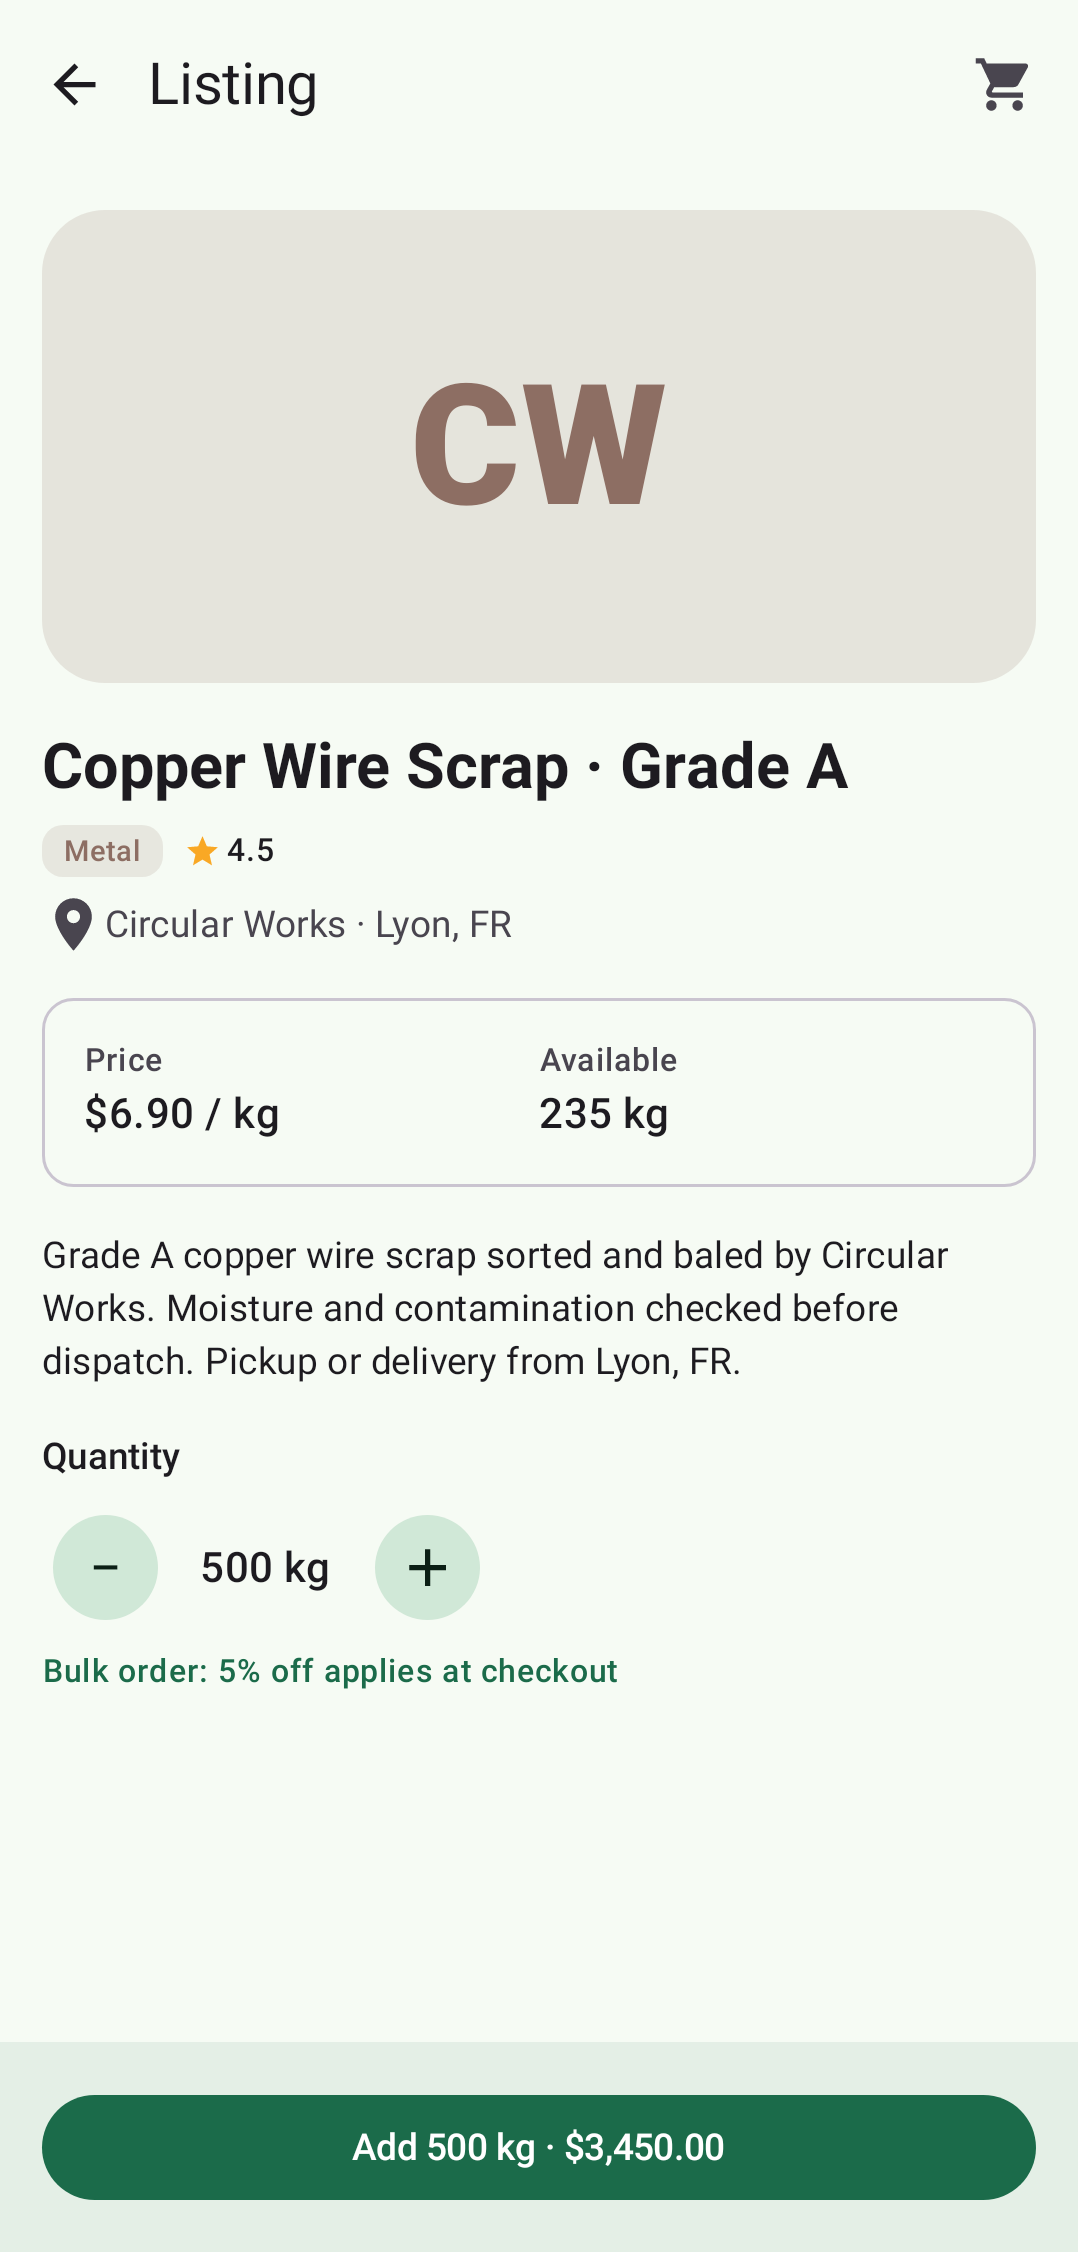 Listing
CW
Copper Wire Scrap · Grade A
Metal
4.5
Circular Works · Lyon, FR
Price
Available
$6.90 / kg
235 kg
Grade A copper wire scrap sorted and baled by Circular
Works. Moisture and contamination checked before
dispatch. Pickup or delivery from Lyon, FR.
Quantity
− 500 kg +
Bulk order: 5% off applies at checkout
Add 500 kg · $3,450.00